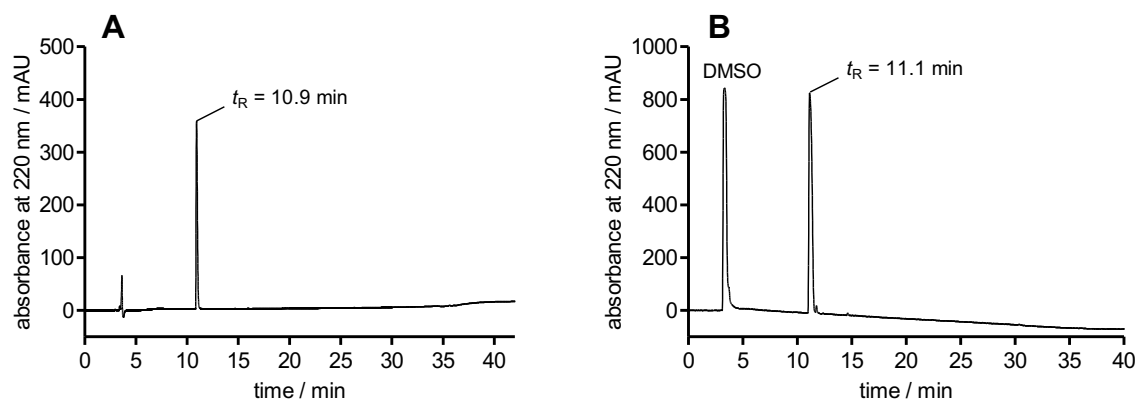 A
absorbance at 220 nm / mAU
500
400
300
200
100
0
tR = 10.9 min
0 5 10 15 20 25 30 35 40
time / min
B
absorbance at 220 nm / mAU
1000
800
600
400
200
0
DMSO
tR = 11.1 min
0 5 10 15 20 25 30 35 40
time / min